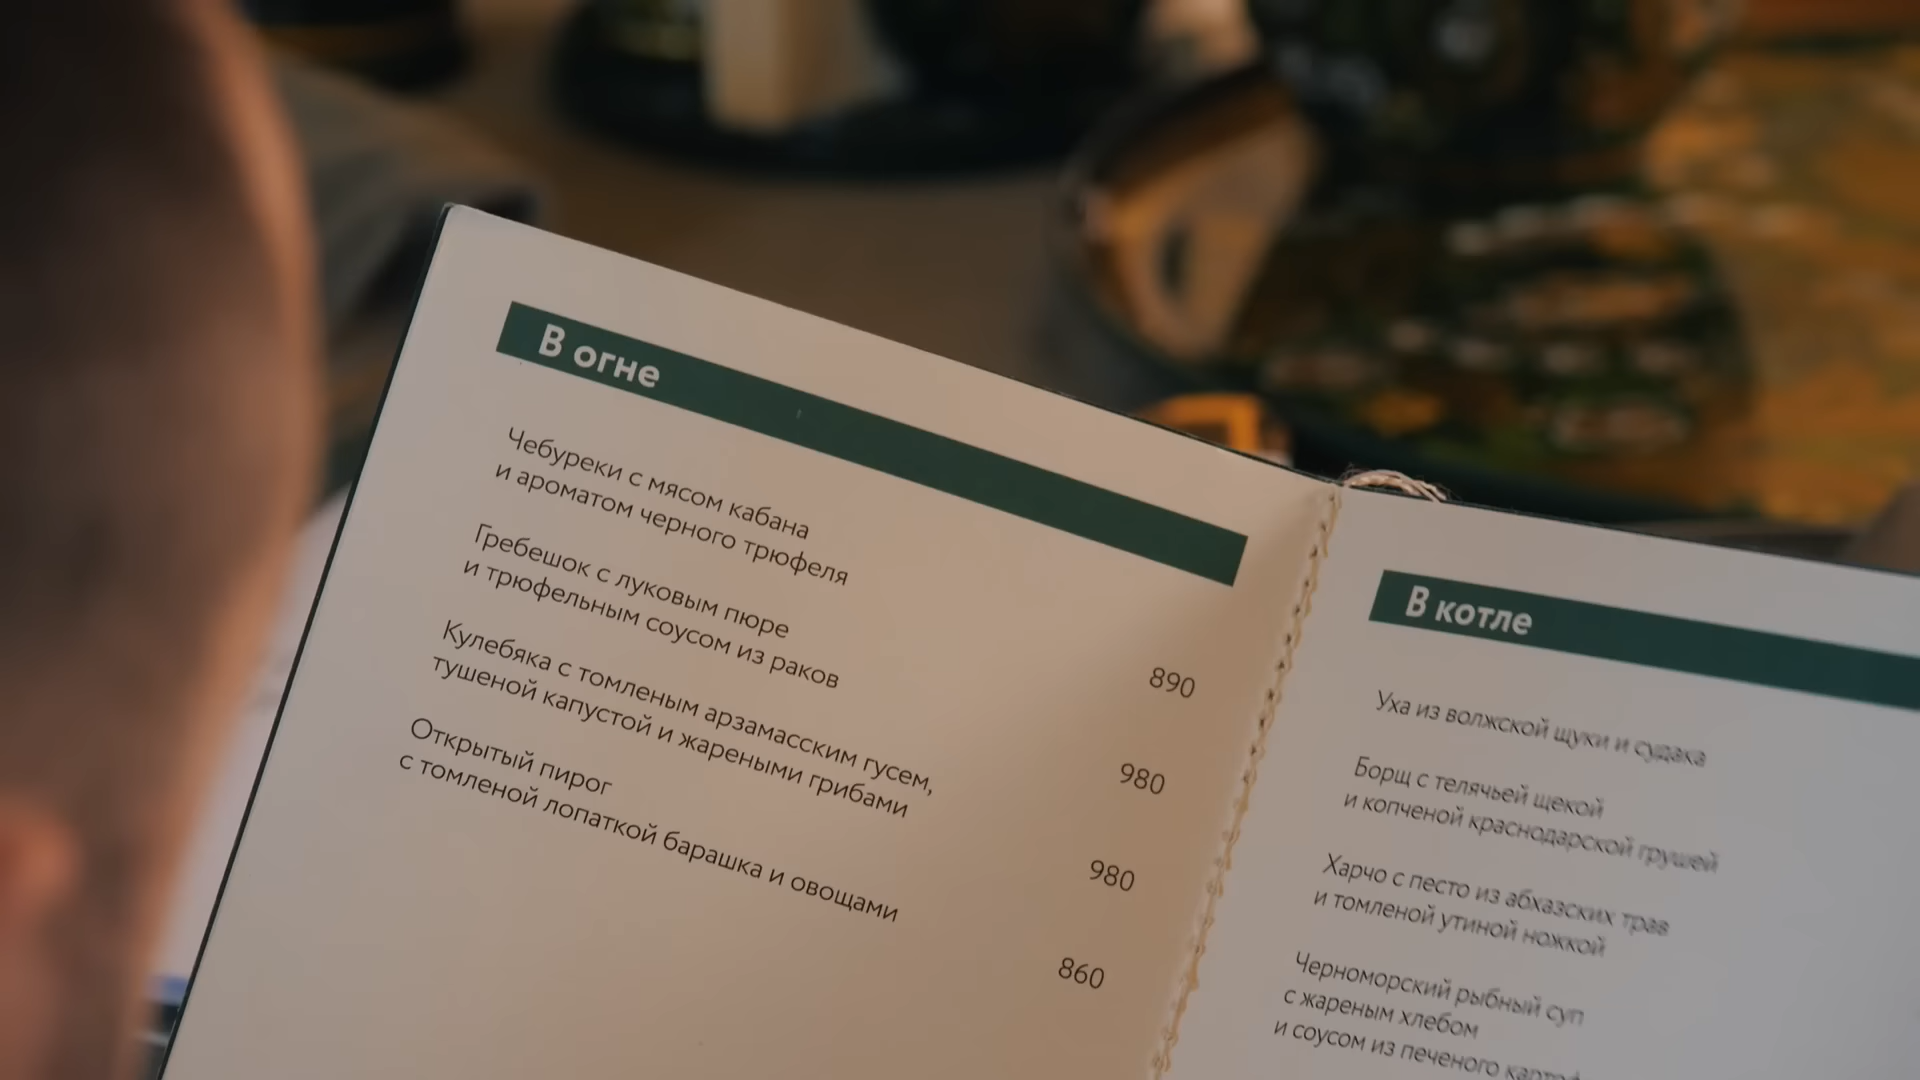 В огне
Чебуреки с мясом кабана
и ароматом черного трюфеля
890
Гребешок с луковым пюре
и трюфельным соусом из раков
980
Кулебяка с томленым арзамасским гусем,
тушеной капустой и жареными грибами
980
Открытый пирог
с томленой лопаткой барашка и овощами
860
В котле
Уха из волжской щуки и судака
Борщ с телячьей щекой
и копченой краснодарской грушей
Харчо с песто из абхазских трав
и томленой утиной ножкой
Черноморский рыбный суп
с жареным хлебом
и соусом из печеного